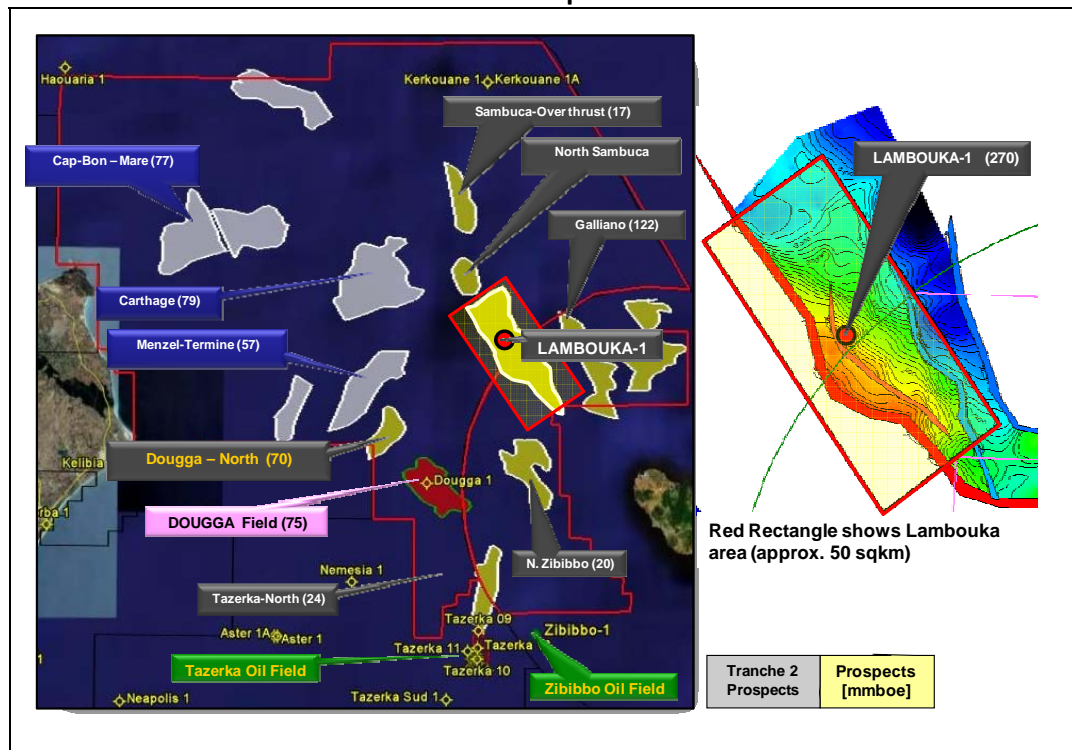 Haouaria 1
Kerkouane 1
Kerkouane 1A
Sambuca-Over thrust (17)
North Sambuca
Cap-Bon – Mare (77)
Galliano (122)
LAMBOUKA-1 (270)
Carthage (79)
Menzel-Termine (57)
LAMBOUKA-1
Dougga – North (70)
Kelibia
Dougga 1
DOUGGA Field (75)
rba 1
Red Rectangle shows Lambouka
area (approx. 50 sqkm)
N. Zibibbo (20)
Nemesia 1
Tazerka-North (24)
Tazerka 09
Zibibbo-1
Aster 1A
Aster 1
Tazerka 11
Tazerka
Tazerka 10
Tazerka Oil Field
Zibibbo Oil Field
Neapolis 1
Tazerka Sud 1
Tranche 2
Prospects
Prospects
[mmboe]